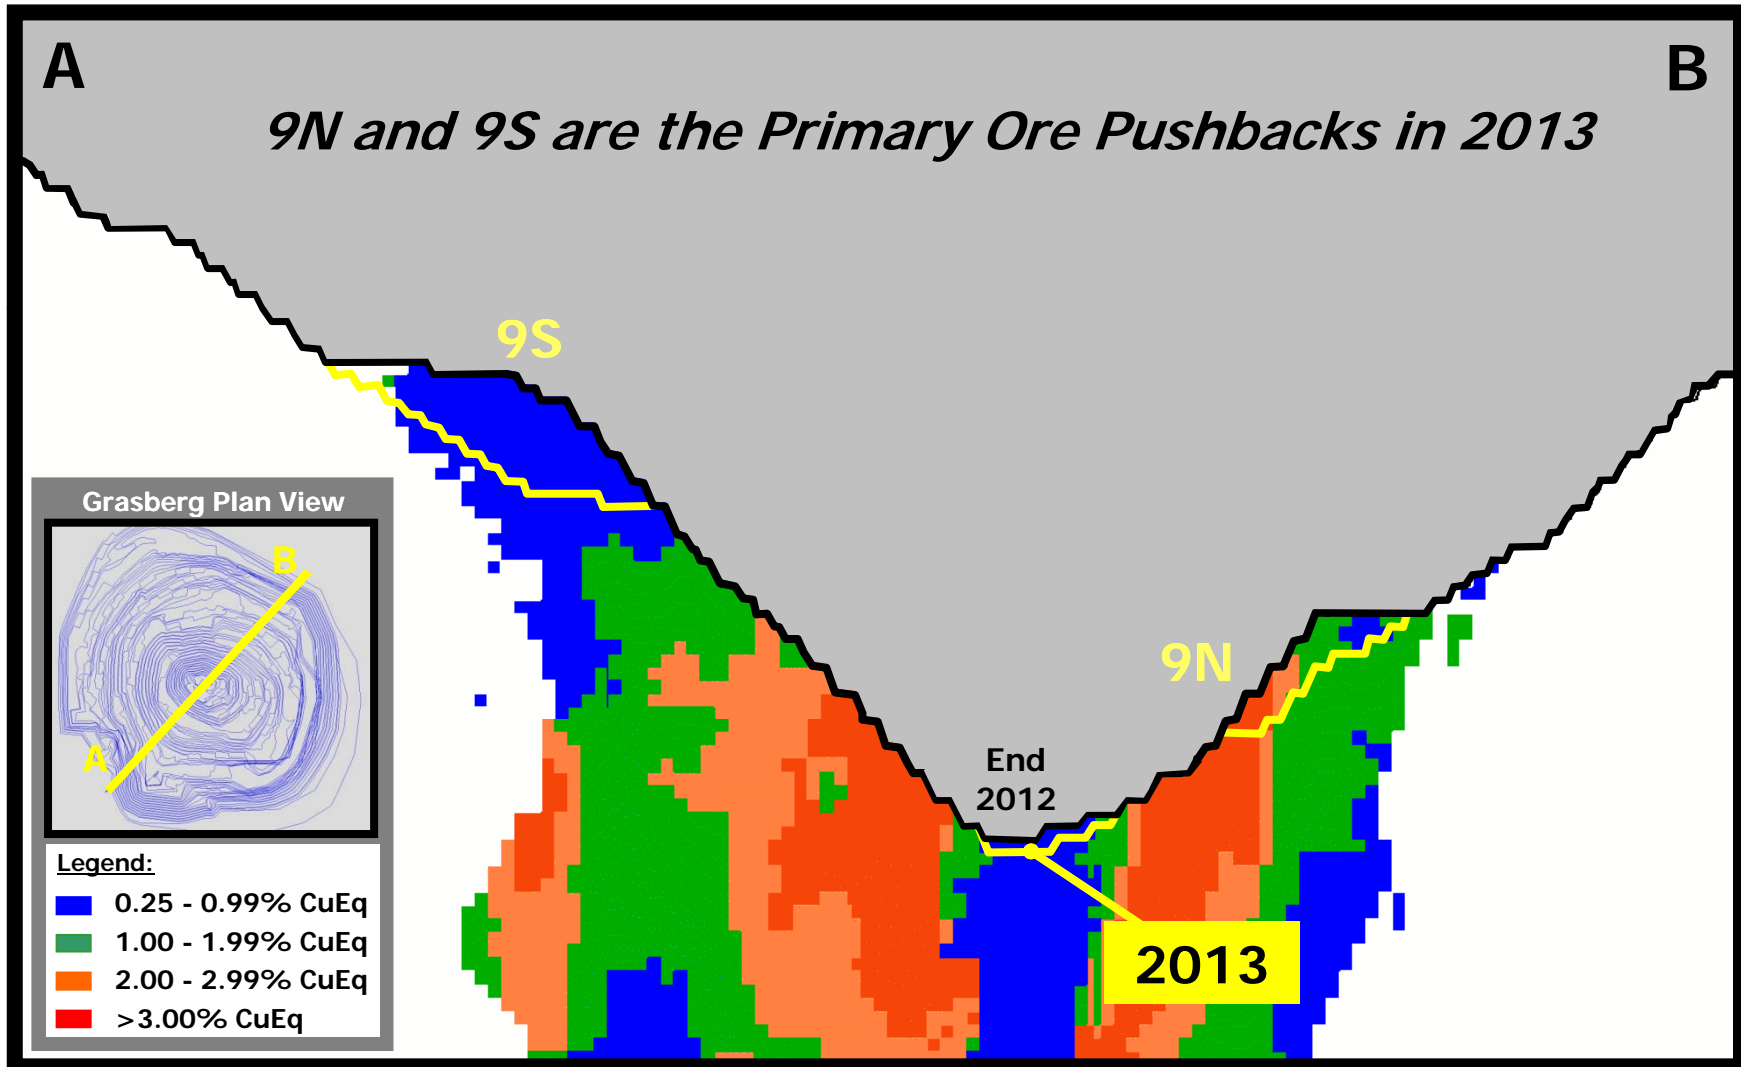 A
B
9N and 9S are the Primary Ore Pushbacks in 2013
9S
9N
End
2012
2013
Grasberg Plan View
B
A
Legend:
0.25 - 0.99% CuEq
1.00 - 1.99% CuEq
2.00 - 2.99% CuEq
>3.00% CuEq